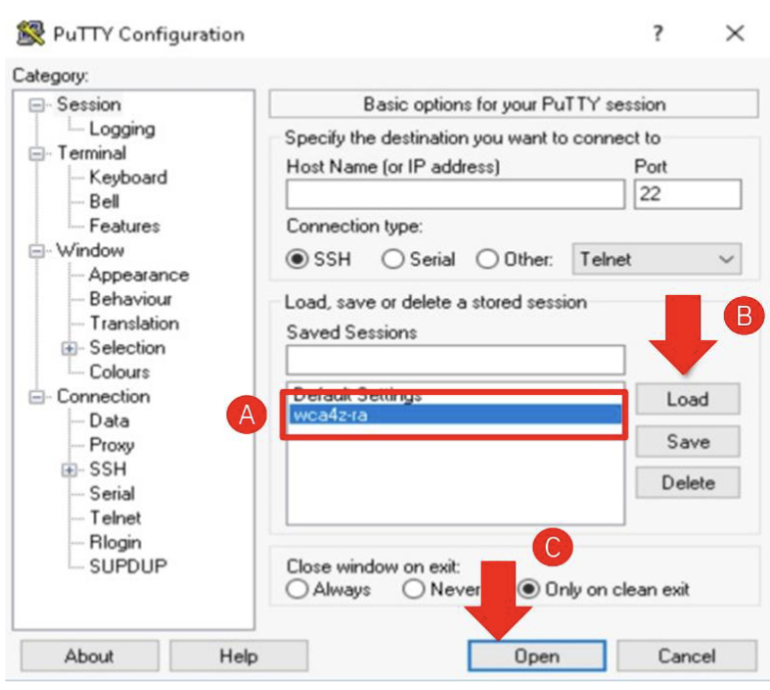 PuTTY Configuration
?
Category:
Session
Logging
Terminal
Keyboard
Bell
Features
Window
Appearance
Behaviour
Translation
Selection
Colours
Connection
Data
Proxy
SSH
Serial
Telnet
Rlogin
SUPDUP
Basic options for your PuTTY session
Specify the destination you want to connect to
Host Name (or IP address) Port
22
Connection type:
SSH Serial Other: Telnet
Load, save or delete a stored session
B
Saved Sessions
Default Settings
A wca4z-ra
Load
Save
Delete
C
Close window on exit:
Always Never Only on clean exit
About Help Open Cancel